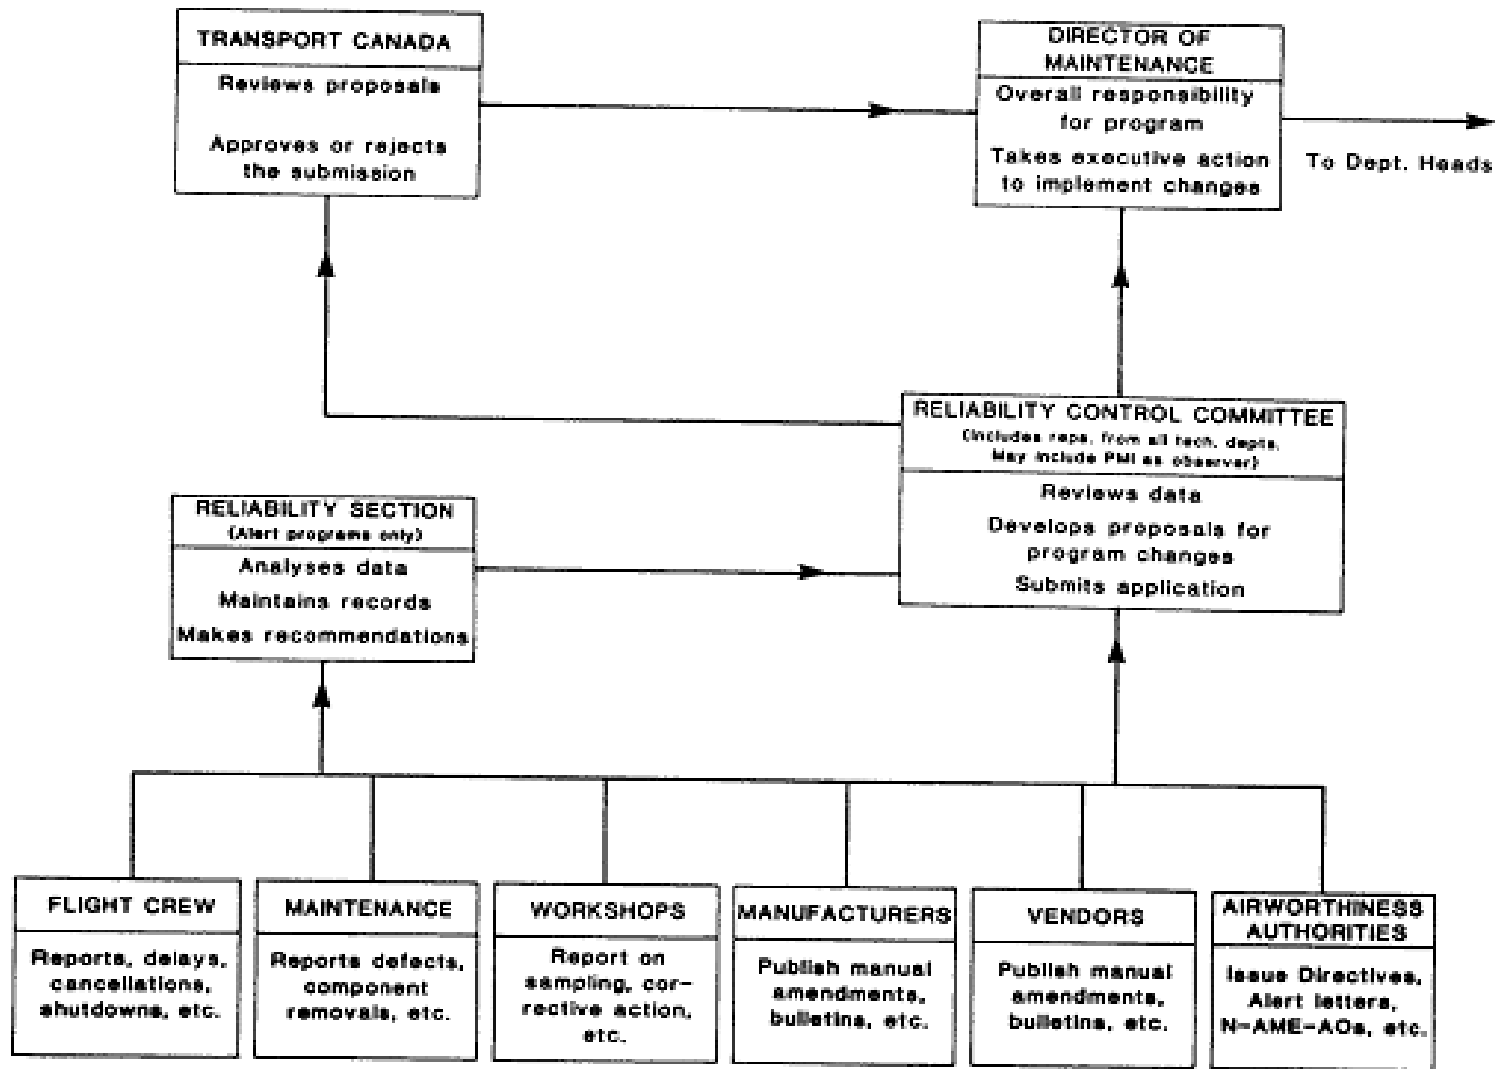 TRANSPORT CANADA
Reviews proposals
Approves or rejects
the submission
DIRECTOR OF
MAINTENANCE
Overall responsibility
for program
Takes executive action
to implement changes
To Dept. Heads
RELIABILITY CONTROL COMMITTEE
(Includes reps. from all tech. depts.
May include PMI as observer)
Reviews data
Develops proposals for
program changes
Submits application
RELIABILITY SECTION
(Alert programs only)
Analyses data
Maintains records
Makes recommendations
FLIGHT CREW
Reports, delays,
cancellations,
shutdowns, etc.
MAINTENANCE
Reports defects,
component
removals, etc.
WORKSHOPS
Report on
sampling, cor-
rective action,
etc.
MANUFACTURERS
Publish manual
amendments,
bulletins, etc.
VENDORS
Publish manual
amendments,
bulletins, etc.
AIRWORTHINESS
AUTHORITIES
Issue Directives,
Alert letters,
N-AME-AOs, etc.